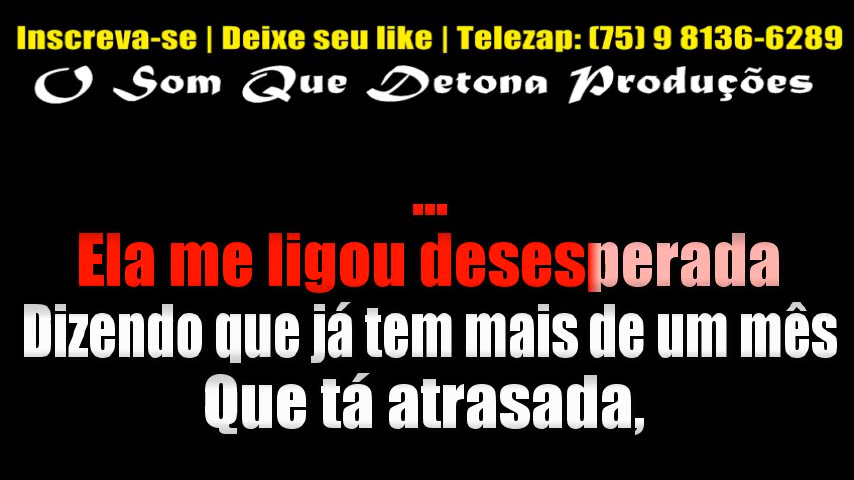 Inscreva-se | Deixe seu like | Telezap: (75) 9 8136-6289
O Som Que Detona Produções
...
Ela me ligou desesperada
Dizendo que já tem mais de um mês
Que tá atrasada,